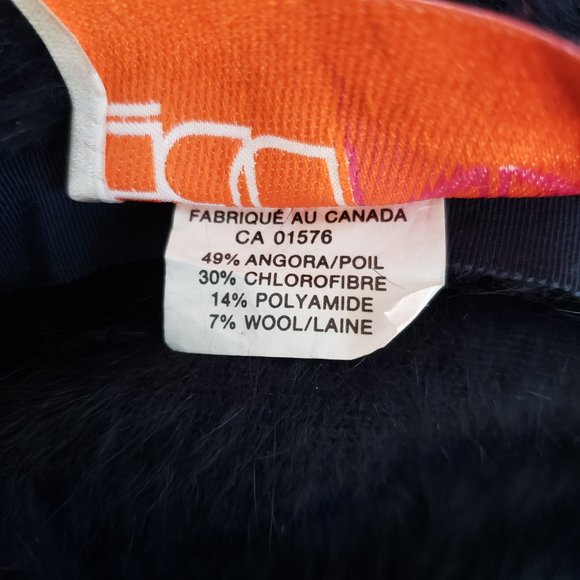 FABRIQUÉ AU CANADA
CA 01576
49% ANGORA/POIL
30% CHLOROFIBRE
14% POLYAMIDE
7% WOOL/LAINE